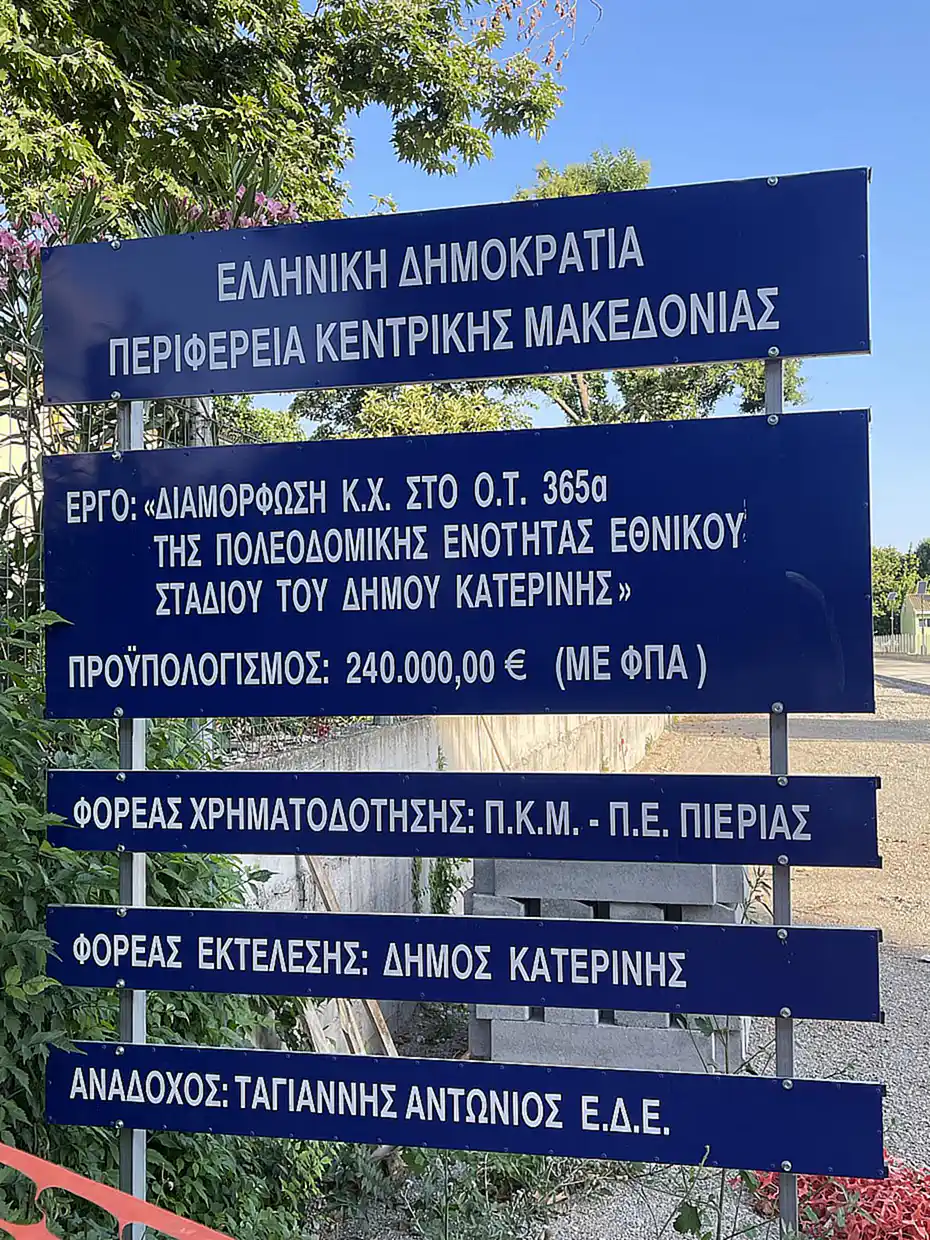 ΕΛΛΗΝΙΚΗ ΔΗΜΟΚΡΑΤΙΑ
ΠΕΡΙΦΕΡΕΙΑ ΚΕΝΤΡΙΚΗΣ ΜΑΚΕΔΟΝΙΑΣ
ΕΡΓΟ: «ΔΙΑΜΟΡΦΩΣΗ Κ.Χ. ΣΤΟ Ο.Τ. 365α
ΤΗΣ ΠΟΛΕΟΔΟΜΙΚΗΣ ΕΝΟΤΗΤΑΣ ΕΘΝΙΚΟΥ
ΣΤΑΔΙΟΥ ΤΟΥ ΔΗΜΟΥ ΚΑΤΕΡΙΝΗΣ»
ΠΡΟΫΠΟΛΟΓΙΣΜΟΣ: 240.000,00 € (ΜΕ ΦΠΑ )
ΦΟΡΕΑΣ ΧΡΗΜΑΤΟΔΟΤΗΣΗΣ: Π.Κ.Μ. - Π.Ε. ΠΙΕΡΙΑΣ
ΦΟΡΕΑΣ ΕΚΤΕΛΕΣΗΣ: ΔΗΜΟΣ ΚΑΤΕΡΙΝΗΣ
ΑΝΑΔΟΧΟΣ: ΤΑΓΙΑΝΝΗΣ ΑΝΤΩΝΙΟΣ Ε.Δ.Ε.